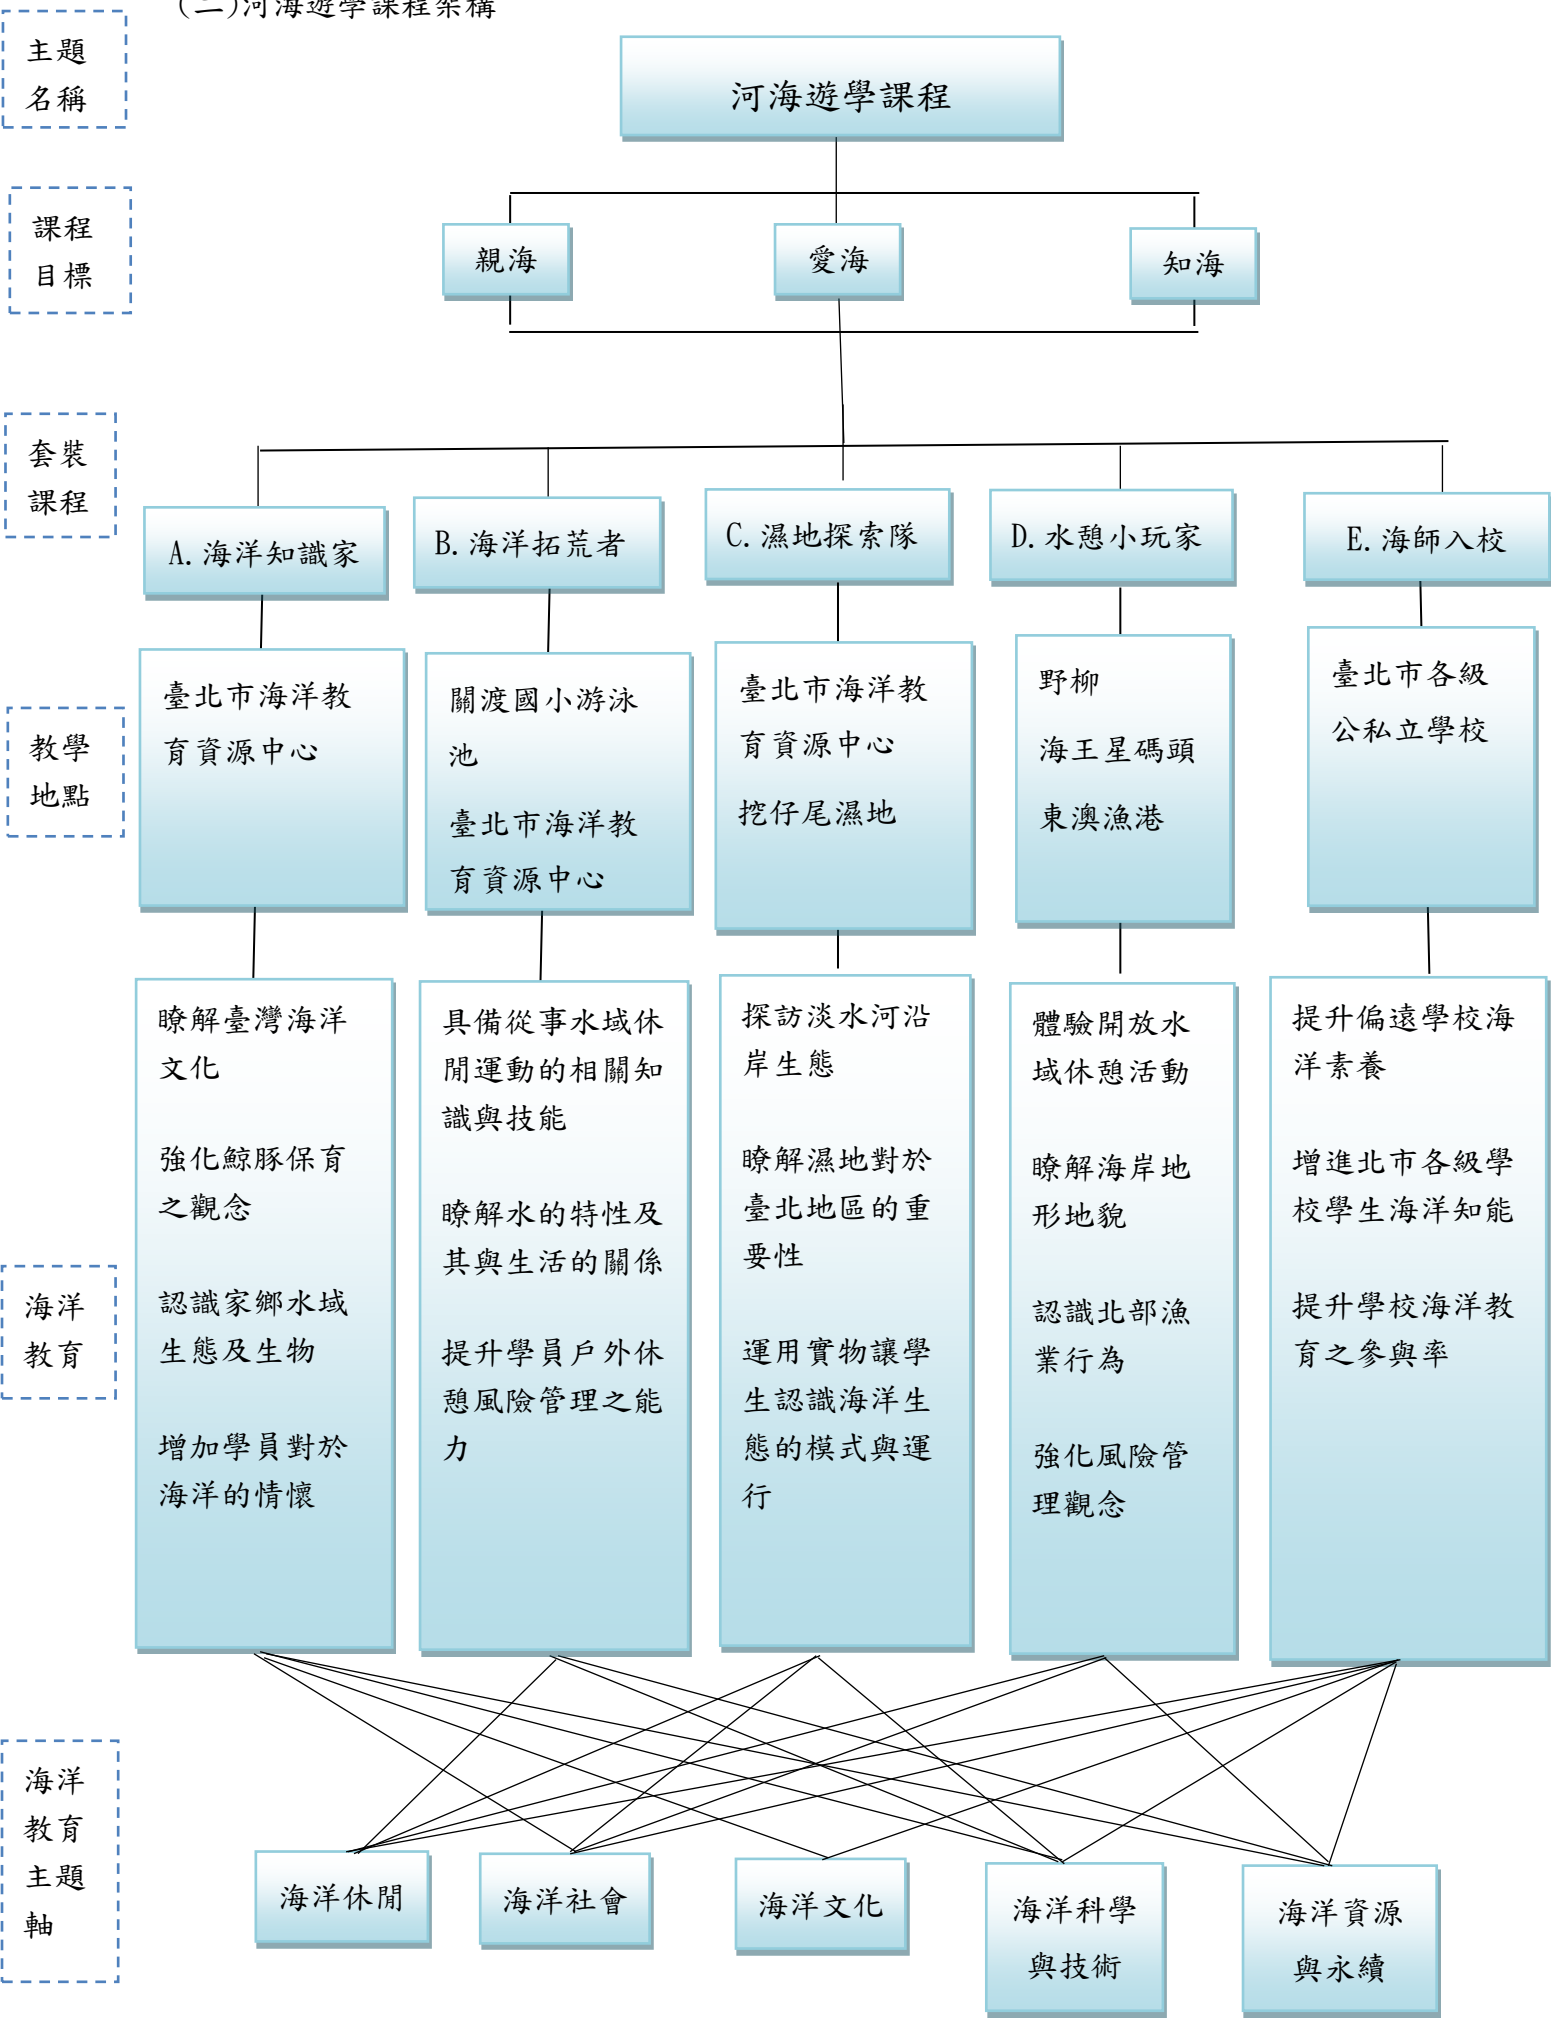 (二)河海遊學課程架構
主題
名稱
河海遊學課程
課程
目標
親海
愛海
知海
套裝
課程
A.海洋知識家
B.海洋拓荒者
C.濕地探索隊
D.水憩小玩家
E.海師入校
教學
地點
臺北市海洋教
育資源中心
關渡國小游泳
池
臺北市海洋教
育資源中心
臺北市海洋教
育資源中心
挖仔尾濕地
野柳
海王星碼頭
東澳漁港
臺北市各級
公私立學校
海洋
教育
瞭解臺灣海洋
文化
強化鯨豚保育
之觀念
認識家鄉水域
生態及生物
增加學員對於
海洋的情懷
具備從事水域休
閒運動的相關知
識與技能
瞭解水的特性及
其與生活的關係
提升學員戶外休
憩風險管理之能
力
探訪淡水河沿
岸生態
瞭解濕地對於
臺北地區的重
要性
運用實物讓學
生認識海洋生
態的模式與運
行
體驗開放水
域休憩活動
瞭解海岸地
形地貌
認識北部漁
業行為
強化風險管
理觀念
提升偏遠學校海
洋素養
增進北市各級學
校學生海洋知能
提升學校海洋教
育之參與率
海洋
教育
主題
軸
海洋休閒
海洋社會
海洋文化
海洋科學
與技術
海洋資源
與永續